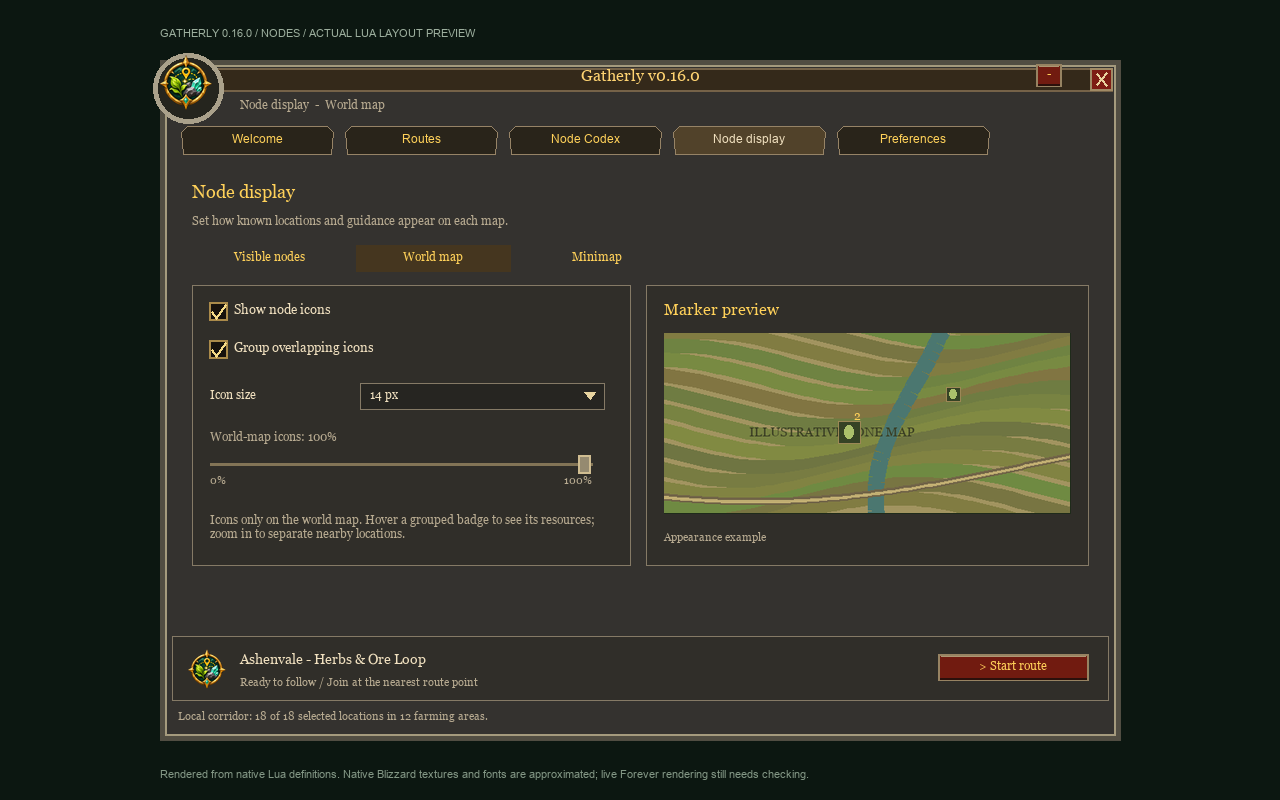 GATHERLY 0.16.0 / NODES / ACTUAL LUA LAYOUT PREVIEW
Gatherly v0.16.0
-
X
Node display - World map
Welcome
Routes
Node Codex
Node display
Preferences
Node display
Set how known locations and guidance appear on each map.
Visible nodes
World map
Minimap
Show node icons
Group overlapping icons
Icon size
14 px
World-map icons: 100%
0%
100%
Icons only on the world map. Hover a grouped badge to see its resources;
zoom in to separate nearby locations.
Marker preview
2
ILLUSTRATIVE MAP
Appearance example
Ashenvale - Herbs & Ore Loop
Ready to follow / Join at the nearest route point
> Start route
Local corridor: 18 of 18 selected locations in 12 farming areas.
Rendered from native Lua definitions. Native Blizzard textures and fonts are approximated; live Forever rendering still needs checking.